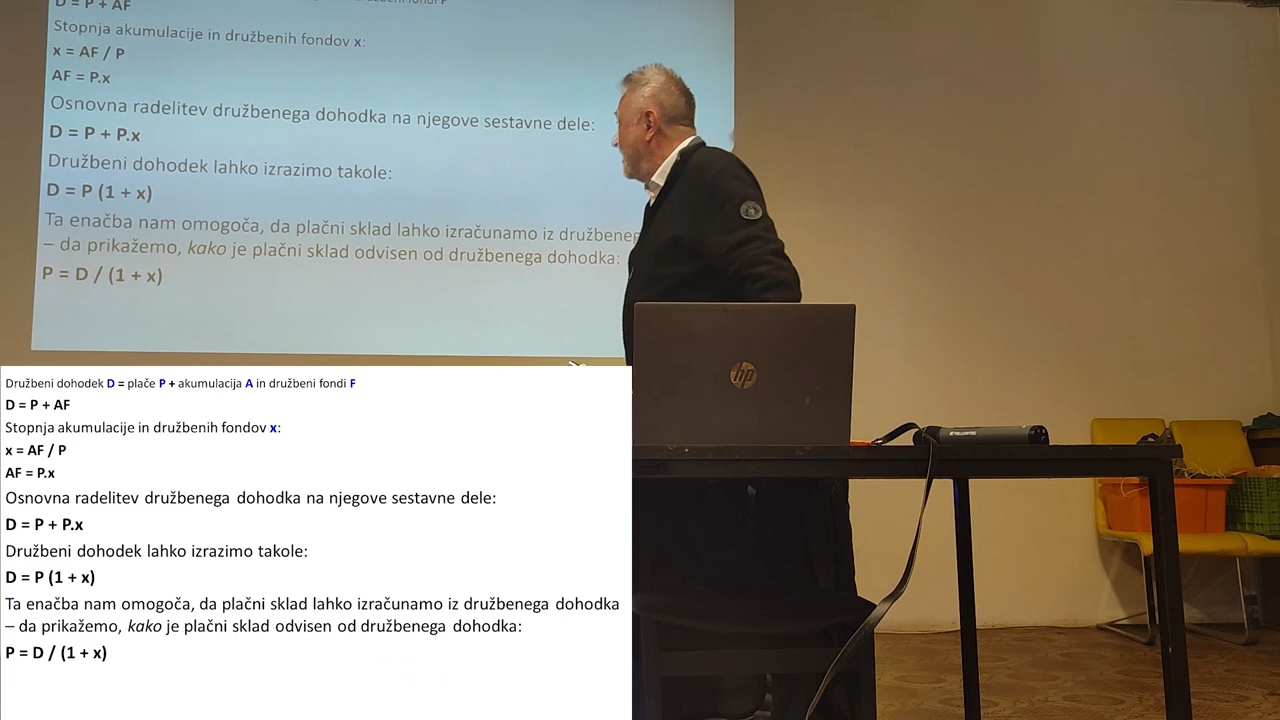 D = P + AF
Stopnja akumulacije in družbenih fondov x:
x = AF / P
AF = P.x
Osnovna radelitev družbenega dohodka na njegove sestavne dele:
D = P + P.x
Družbeni dohodek lahko izrazimo takole:
D = P (1 + x)
Ta enačba nam omogoča, da plačni sklad lahko izračunamo iz družbeneg
– da prikažemo, kako je plačni sklad odvisen od družbenega dohodka:
P = D / (1 + x)
hp
Družbeni dohodek D = plače P + akumulacija A in družbeni fondi F
D = P + AF
Stopnja akumulacije in družbenih fondov x:
x = AF / P
AF = P.x
Osnovna radelitev družbenega dohodka na njegove sestavne dele:
D = P + P.x
Družbeni dohodek lahko izrazimo takole:
D = P (1 + x)
Ta enačba nam omogoča, da plačni sklad lahko izračunamo iz družbenega dohodka
– da prikažemo, kako je plačni sklad odvisen od družbenega dohodka:
P = D / (1 + x)